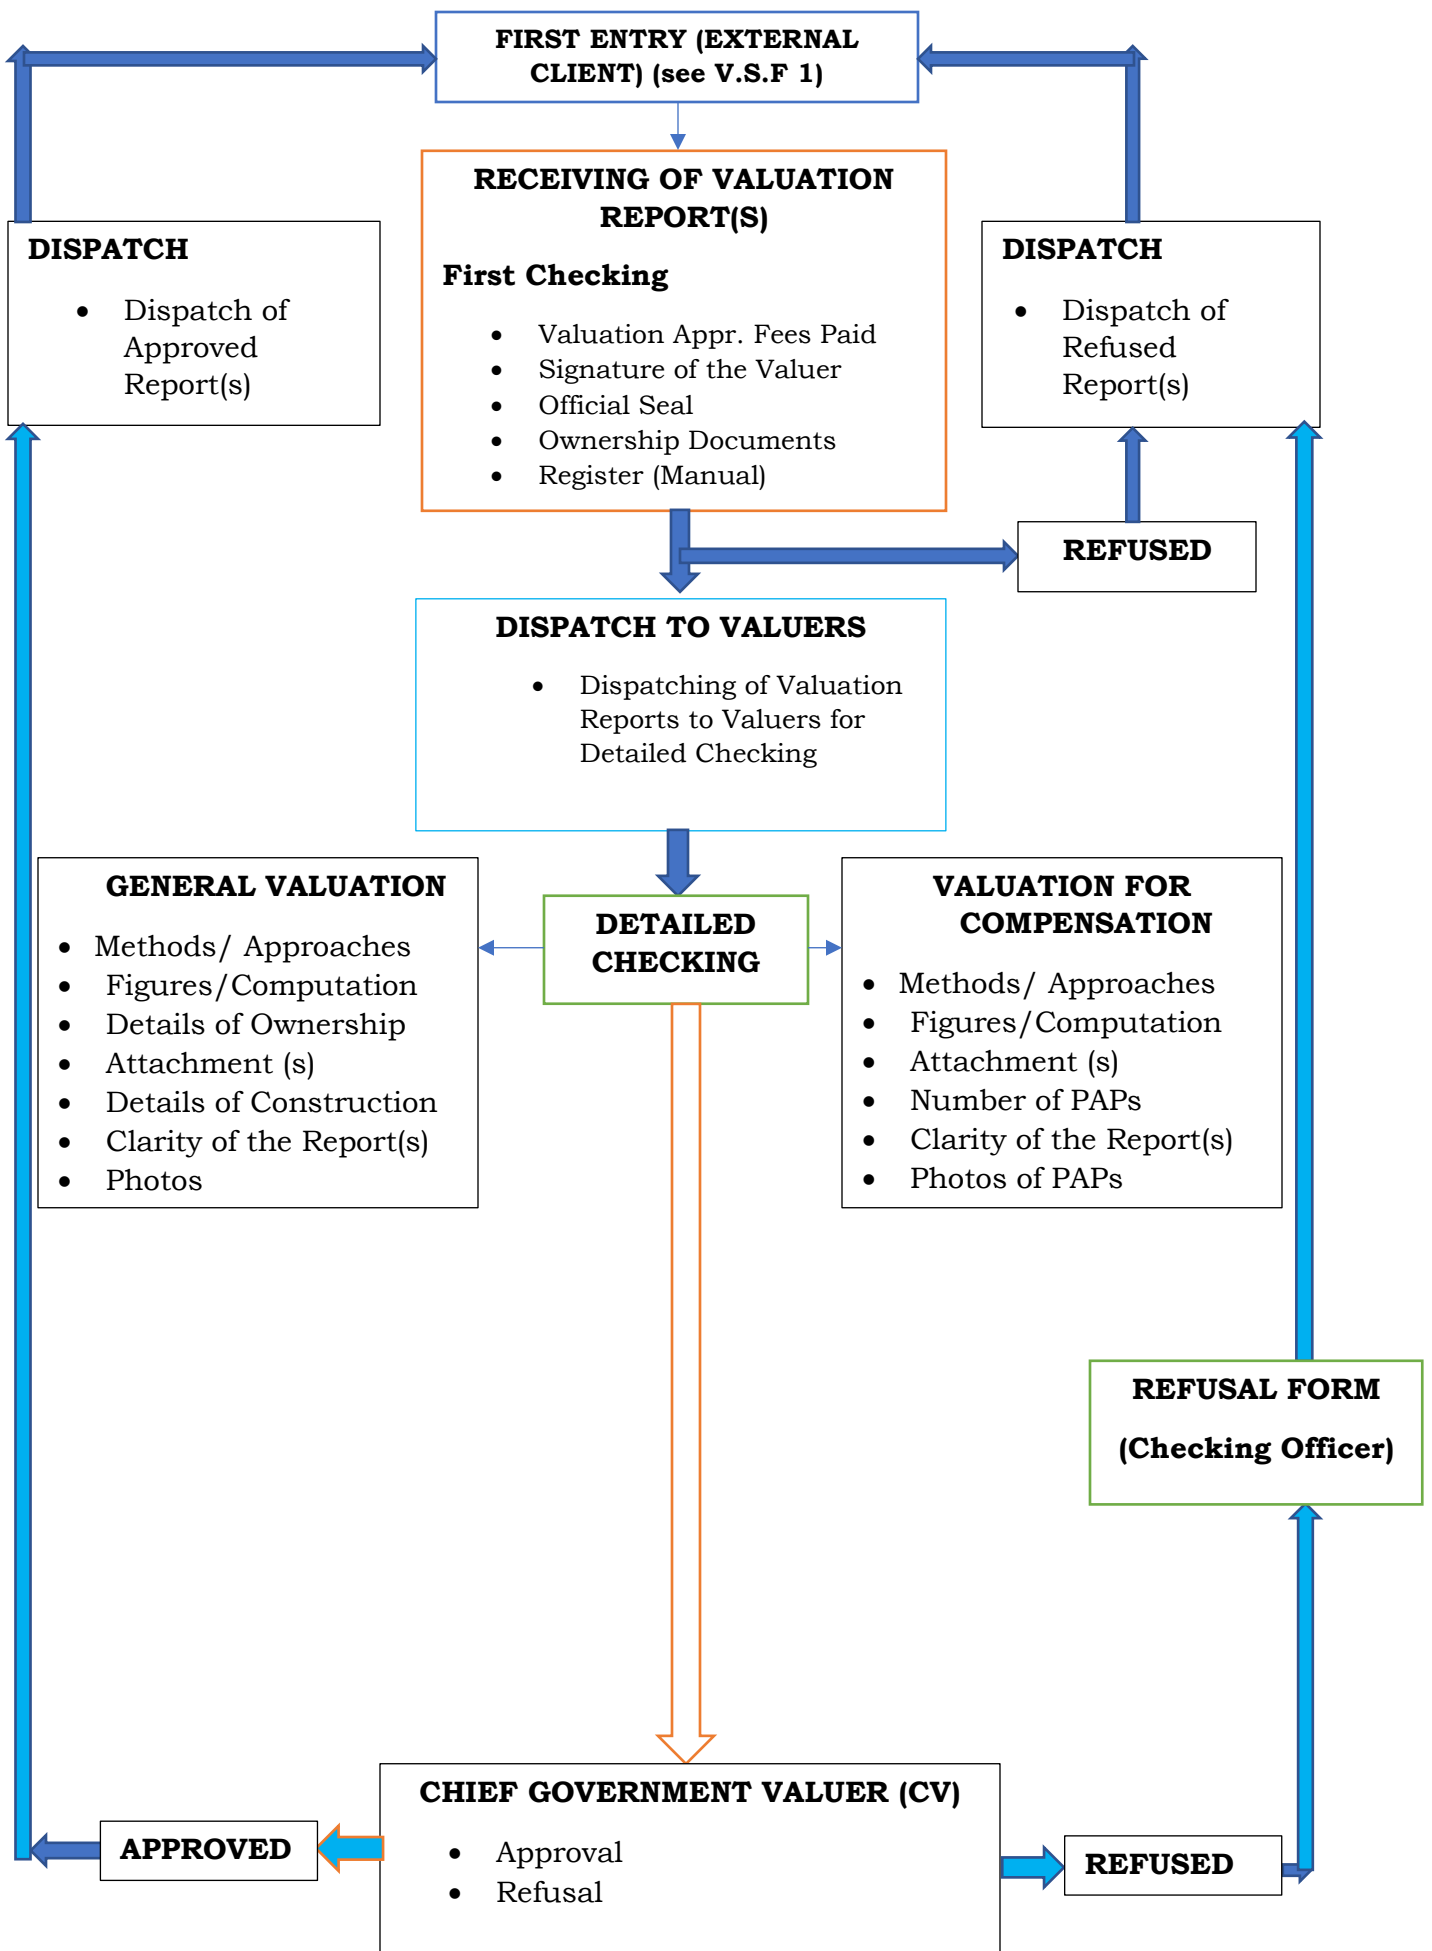 FIRST ENTRY (EXTERNAL
CLIENT) (see V.S.F 1)
RECEIVING OF VALUATION
REPORT(S)
First Checking
• Valuation Appr. Fees Paid
• Signature of the Valuer
• Official Seal
• Ownership Documents
• Register (Manual)
DISPATCH
• Dispatch of
Approved
Report(s)
DISPATCH
• Dispatch of
Refused
Report(s)
REFUSED
DISPATCH TO VALUERS
• Dispatching of Valuation
Reports to Valuers for
Detailed Checking
GENERAL VALUATION
• Methods/ Approaches
• Figures/Computation
• Details of Ownership
• Attachment (s)
• Details of Construction
• Clarity of the Report(s)
• Photos
DETAILED
CHECKING
VALUATION FOR
COMPENSATION
• Methods/ Approaches
• Figures/Computation
• Attachment (s)
• Number of PAPs
• Clarity of the Report(s)
• Photos of PAPs
REFUSAL FORM
(Checking Officer)
CHIEF GOVERNMENT VALUER (CV)
• Approval
• Refusal
APPROVED
REFUSED